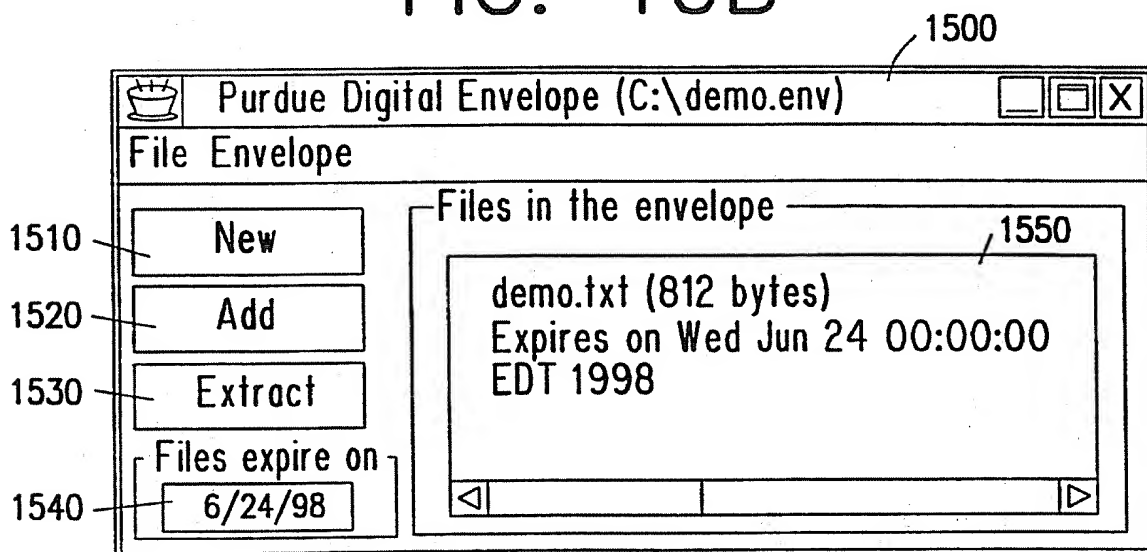 FIG. 15B
1500
Purdue Digital Envelope (C:\demo.env)
File Envelope
1510
New
1520
Add
1530
Extract
Files expire on
1540
6/24/98
Files in the envelope
1550
demo.txt (812 bytes)
Expires on Wed Jun 24 00:00:00
EDT 1998